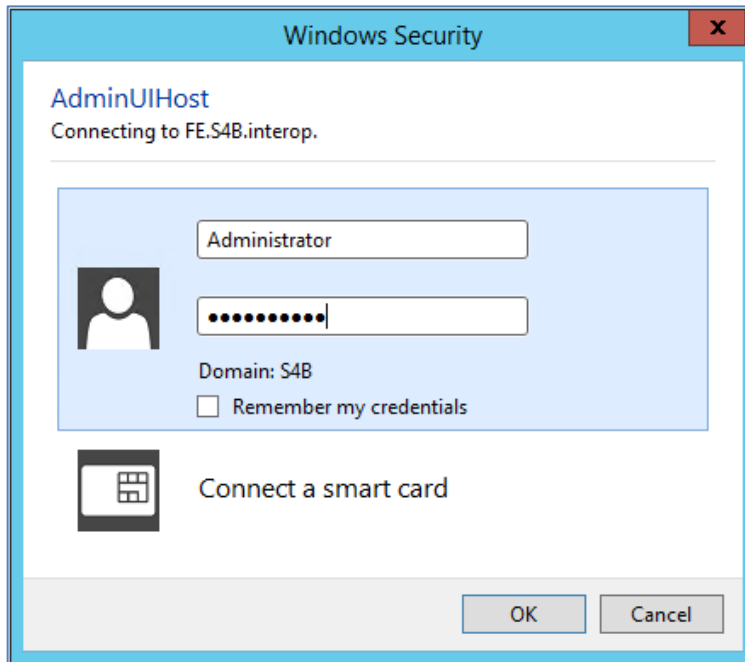 Windows Security
x
AdminUIHost
Connecting to FE.S4B.interop.
Administrator
●●●●●●●●●●
Domain: S4B
Remember my credentials
Connect a smart card
OK
Cancel